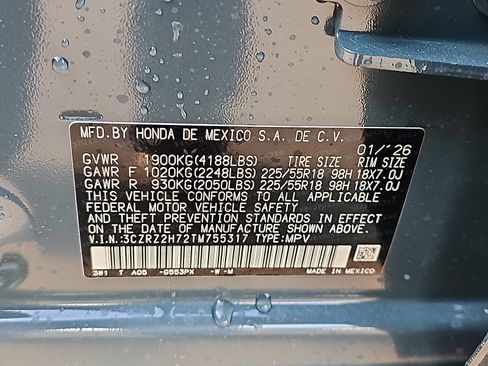 MFD.BY HONDA DE MEXICO S.A. DE C.V.
01/'26
GVWR 1900KG(4188LBS) TIRE SIZE RIM SIZE
GAWR F 1020KG(2248LBS) 225/55R18 98H 18X7.0J
GAWR R 930KG(2050LBS) 225/55R18 98H 18X7.0J
THIS VEHICLE CONFORMS TO ALL APPLICABLE
FEDERAL MOTOR VEHICLE SAFETY
AND THEFT PREVENTION STANDARDS IN EFFECT
ON THE DATE OF MANUFACTURE SHOWN ABOVE.
V.I.N.:3CZRZ2H72TM755317 TYPE:MPV
3W1 T A05 -G553PX -W-M MADE IN MEXICO